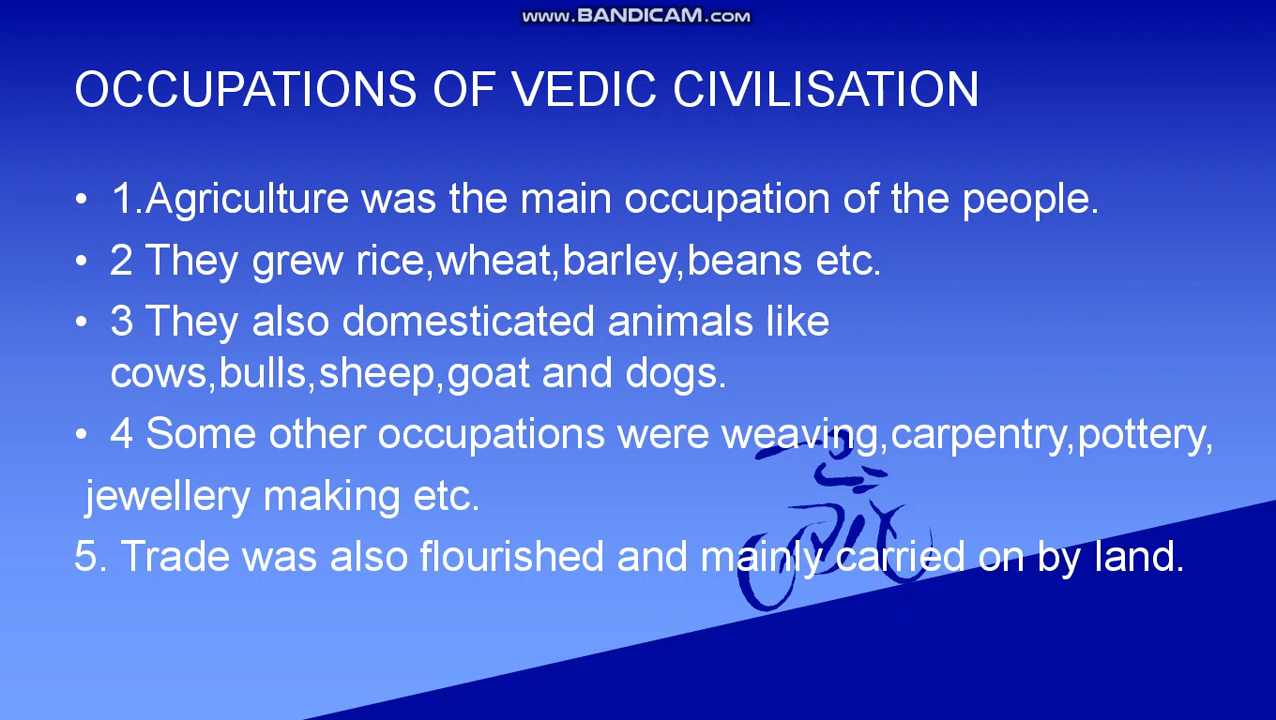 www.BANDICAM.com
OCCUPATIONS OF VEDIC CIVILISATION
• 1.Agriculture was the main occupation of the people.
• 2 They grew rice,wheat,barley,beans etc.
• 3 They also domesticated animals like
cows,bulls,sheep,goat and dogs.
• 4 Some other occupations were weaving,carpentry,pottery,
jewellery making etc.
5. Trade was also flourished and mainly carried on by land.